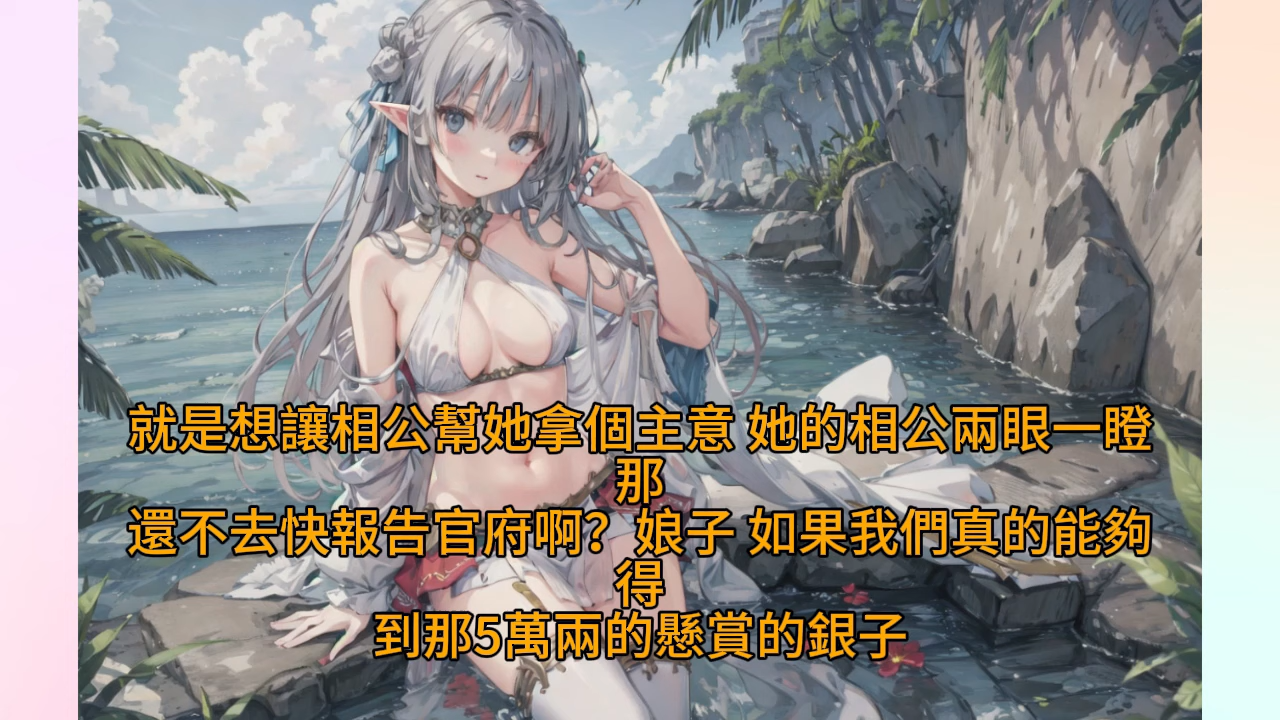 就是想讓相公幫她拿個主意 她的相公兩眼一瞪
那
還不去快報告官府啊？娘子 如果我們真的能夠
得
到那5萬兩的懸賞的銀子